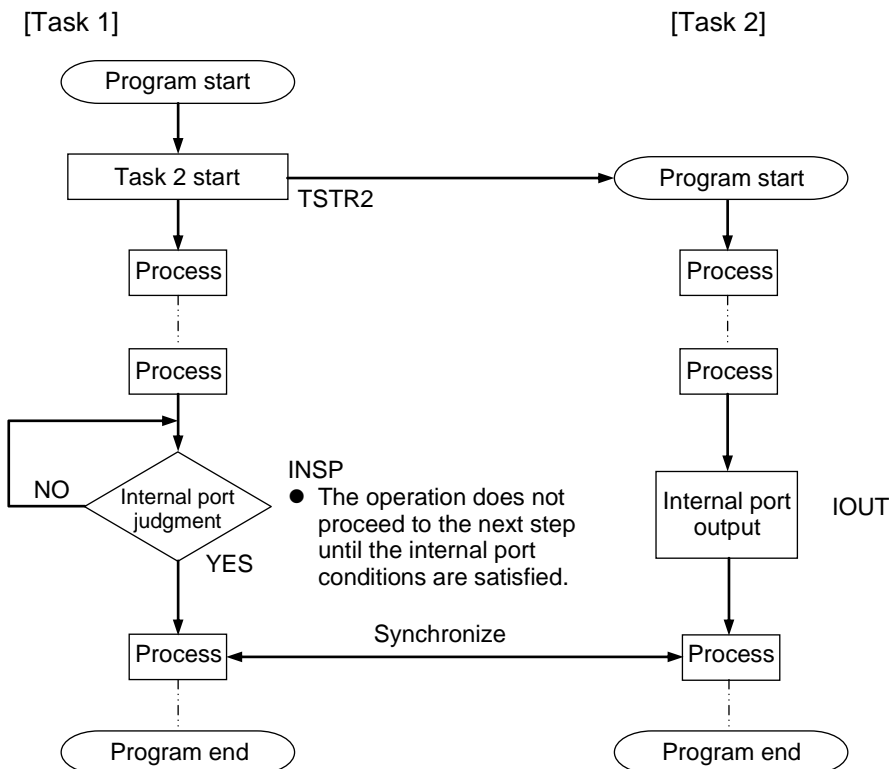 [Task 1]
[Task 2]
Program start
Task 2 start
TSTR2
Program start
Process
Process
Process
Process
NO
Internal port
judgment
YES
INSP
● The operation does not
proceed to the next step
until the internal port
conditions are satisfied.
Internal port
output
IOUT
Synchronize
Process
Process
Program end
Program end